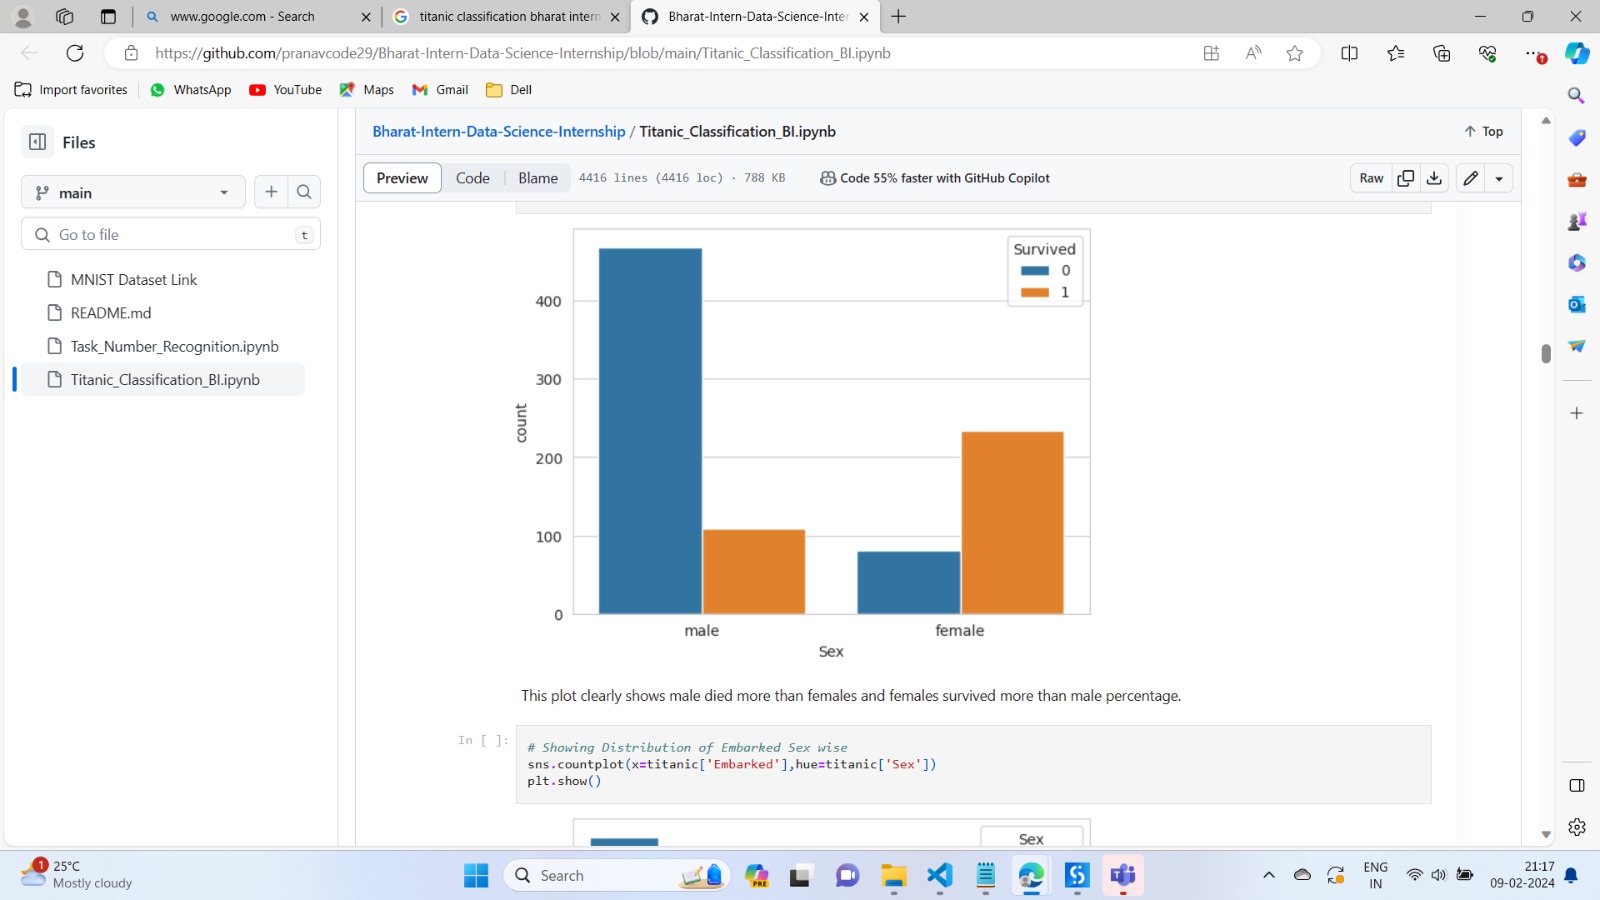 www.google.com - Search
titanic classification bharat intern
Bharat-Intern-Data-Science-Inter
https://github.com/pranavcode29/Bharat-Intern-Data-Science-Internship/blob/main/Titanic_Classification_BI.ipynb
Import favorites
WhatsApp
YouTube
Maps
Gmail
Dell
Files
Bharat-Intern-Data-Science-Internship / Titanic_Classification_BI.ipynb
Top
main
Preview
Code
Blame
4416 lines (4416 loc) · 788 KB
Code 55% faster with GitHub Copilot
Raw
Go to file
t
MNIST Dataset Link
README.md
Task_Number_Recognition.ipynb
Titanic_Classification_BI.ipynb
Survived
0
1
400
300
200
100
0
count
male
female
Sex
This plot clearly shows male died more than females and females survived more than male percentage.
In [ ]:
# Showing Distribution of Embarked Sex wise
sns.countplot(x=titanic['Embarked'],hue=titanic['Sex'])
plt.show()
Sex
1
25°C
Mostly cloudy
Search
PRE
ENG
IN
21:17
09-02-2024